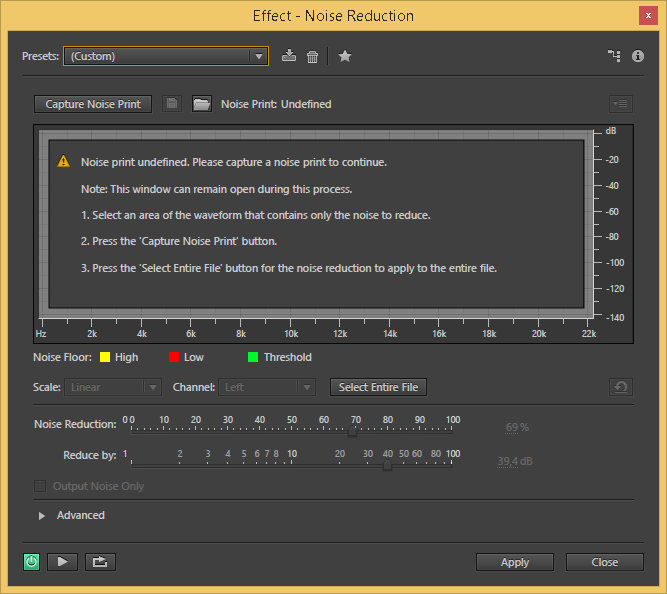 Effect - Noise Reduction
x
Presets: (Custom)
Capture Noise Print Noise Print: Undefined
dB
Noise print undefined. Please capture a noise print to continue.
-20
Note: This window can remain open during this process.
-40
1. Select an area of the waveform that contains only the noise to reduce.
-60
2. Press the 'Capture Noise Print' button.
-80
3. Press the 'Select Entire File' button for the noise reduction to apply to the entire file.
-100
-120
-140
Hz 2k 4k 6k 8k 10k 12k 14k 16k 18k 20k 22k
Noise Floor: High Low Threshold
Scale: Linear Channel: Left Select Entire File
Noise Reduction: 0 0 10 20 30 40 50 60 70 80 90 100 69 %
Reduce by: 1 2 3 4 5 6 7 8 10 20 30 40 50 60 80 100 39,4 dB
Output Noise Only
Advanced
Apply Close